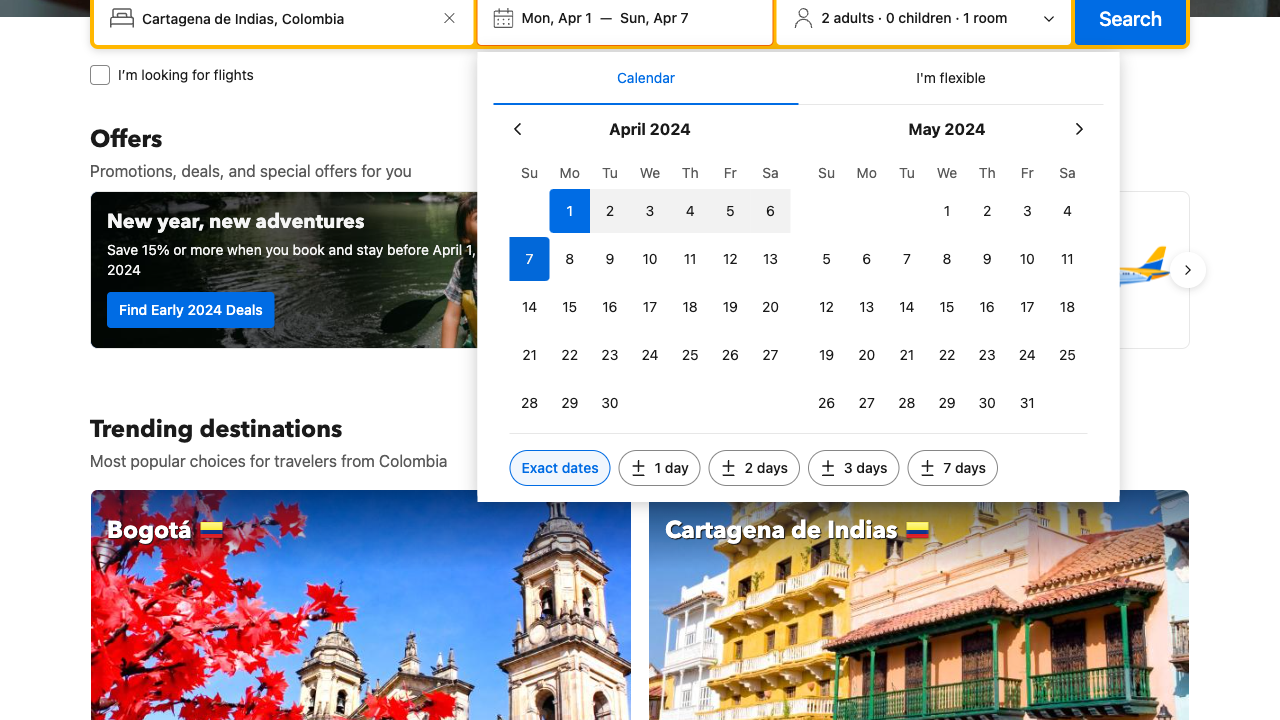 Cartagena de Indias, Colombia
Mon, Apr 1 — Sun, Apr 7
2 adults · 0 children · 1 room
Search
I'm looking for flights
Calendar
I'm flexible
April 2024
Su Mo Tu We Th Fr Sa
1 2 3 4 5 6
7 8 9 10 11 12 13
14 15 16 17 18 19 20
21 22 23 24 25 26 27
28 29 30
May 2024
Su Mo Tu We Th Fr Sa
1 2 3 4
5 6 7 8 9 10 11
12 13 14 15 16 17 18
19 20 21 22 23 24 25
26 27 28 29 30 31
Exact dates
± 1 day
± 2 days
± 3 days
± 7 days
Offers
Promotions, deals, and special offers for you
New year, new adventures
Save 15% or more when you book and stay before April 1,
2024
Find Early 2024 Deals
Trending destinations
Most popular choices for travelers from Colombia
Bogotá
Cartagena de Indias